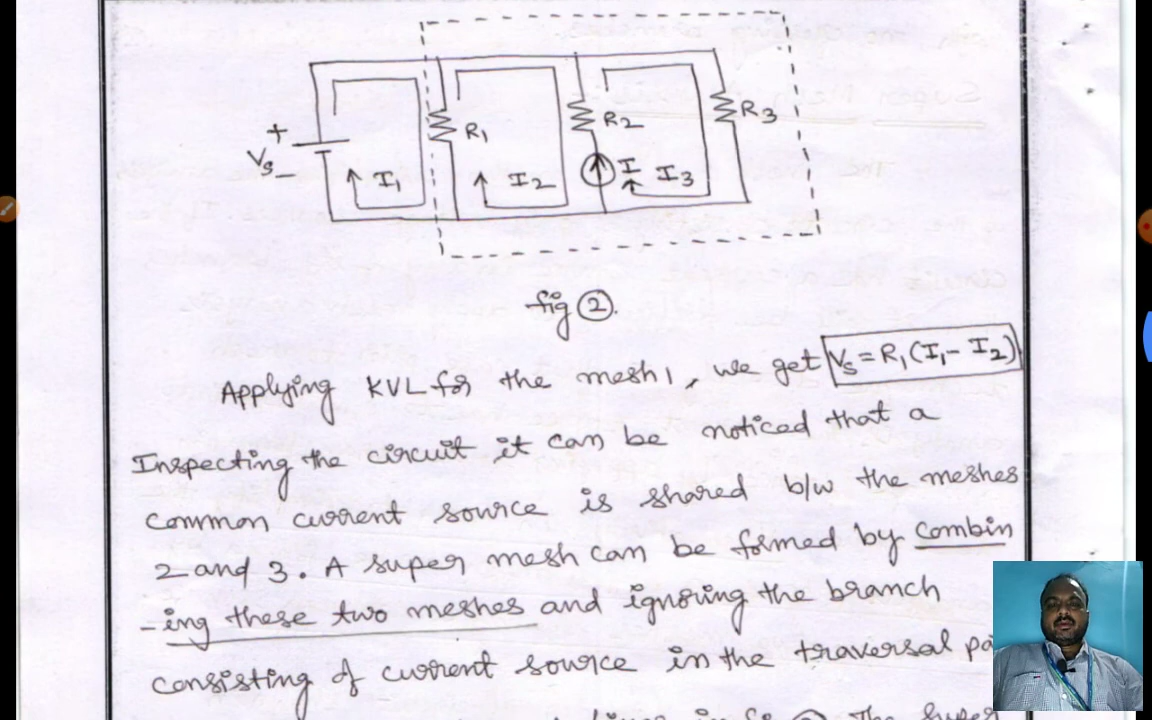 +
Vs
−
I1
R1
I2
R2
I
I3
R3
fig 2.
Applying KVL for the mesh 1, we get Vs = R1 (I1 - I2)
Inspecting the circuit it can be noticed that a
common current source is shared b/w the meshes
2 and 3. A super mesh can be formed by combin
-ing these two meshes and ignoring the branch
consisting of current source in the traversal pa
The super